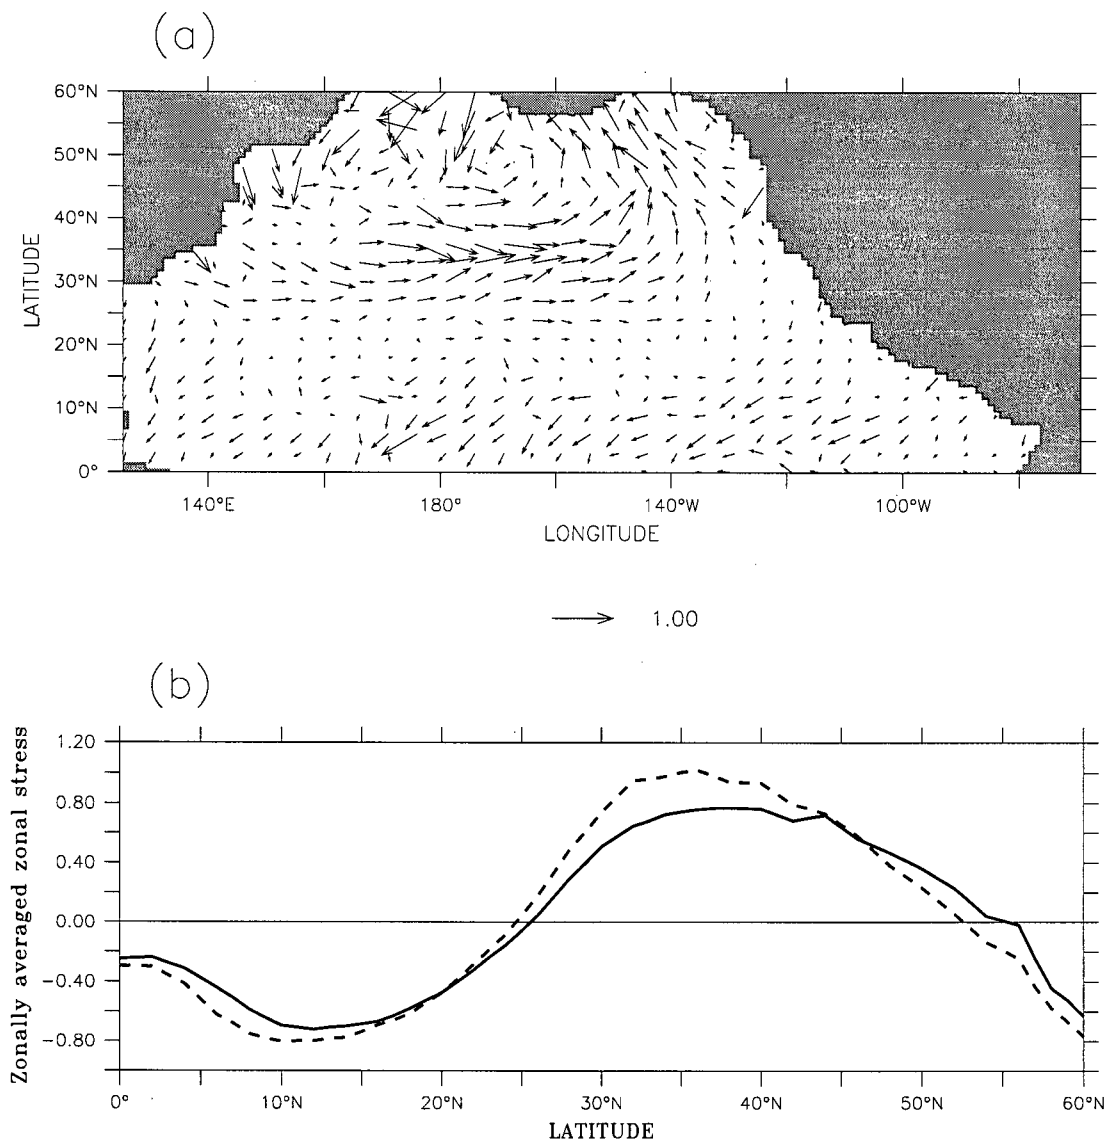 (a)
60°N
50°N
40°N
30°N
20°N
10°N
0°
LATITUDE
140°E 180° 140°W 100°W
LONGITUDE
1.00
(b)
Zonally averaged zonal stress
1.20
0.80
0.40
0.00
-0.40
-0.80
0° 10°N 20°N 30°N 40°N 50°N 60°N
LATITUDE